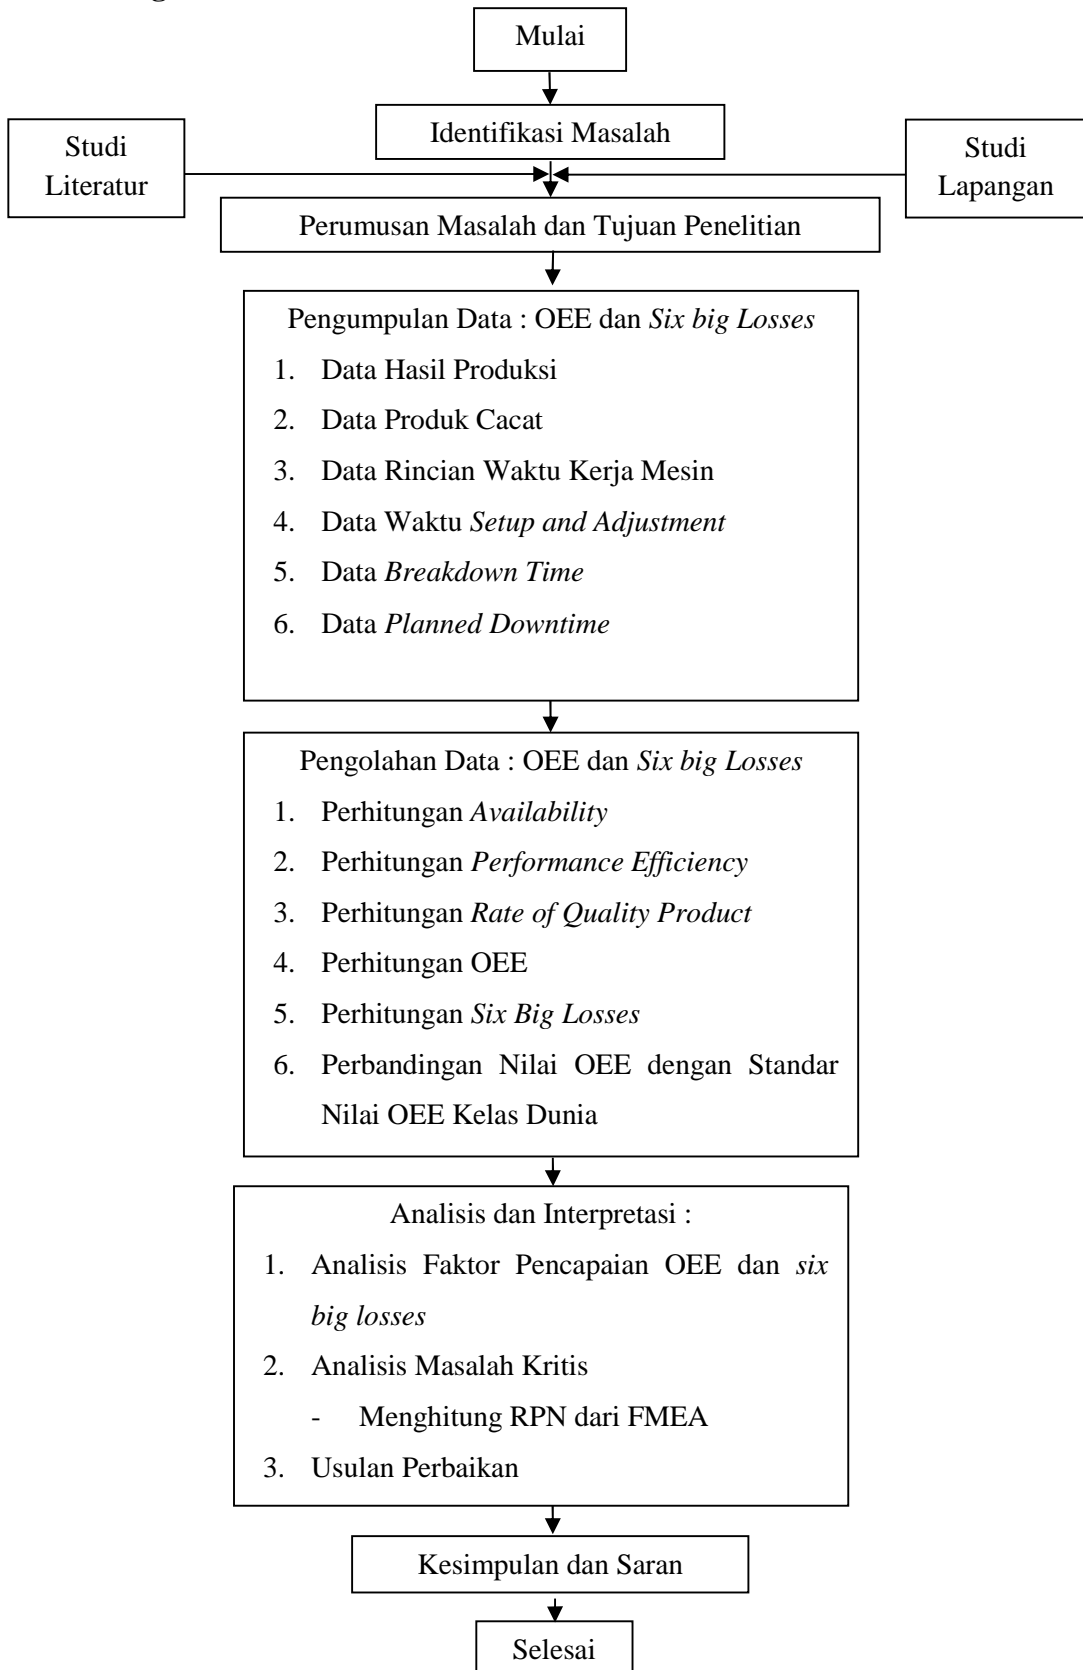 Mulai
Identifikasi Masalah
Studi
Literatur
Studi
Lapangan
Perumusan Masalah dan Tujuan Penelitian
Pengumpulan Data : OEE dan Six big Losses
1. Data Hasil Produksi
2. Data Produk Cacat
3. Data Rincian Waktu Kerja Mesin
4. Data Waktu Setup and Adjustment
5. Data Breakdown Time
6. Data Planned Downtime
Pengolahan Data : OEE dan Six big Losses
1. Perhitungan Availability
2. Perhitungan Performance Efficiency
3. Perhitungan Rate of Quality Product
4. Perhitungan OEE
5. Perhitungan Six Big Losses
6. Perbandingan Nilai OEE dengan Standar
Nilai OEE Kelas Dunia
Analisis dan Interpretasi :
1. Analisis Faktor Pencapaian OEE dan six
big losses
2. Analisis Masalah Kritis
- Menghitung RPN dari FMEA
3. Usulan Perbaikan
Kesimpulan dan Saran
Selesai